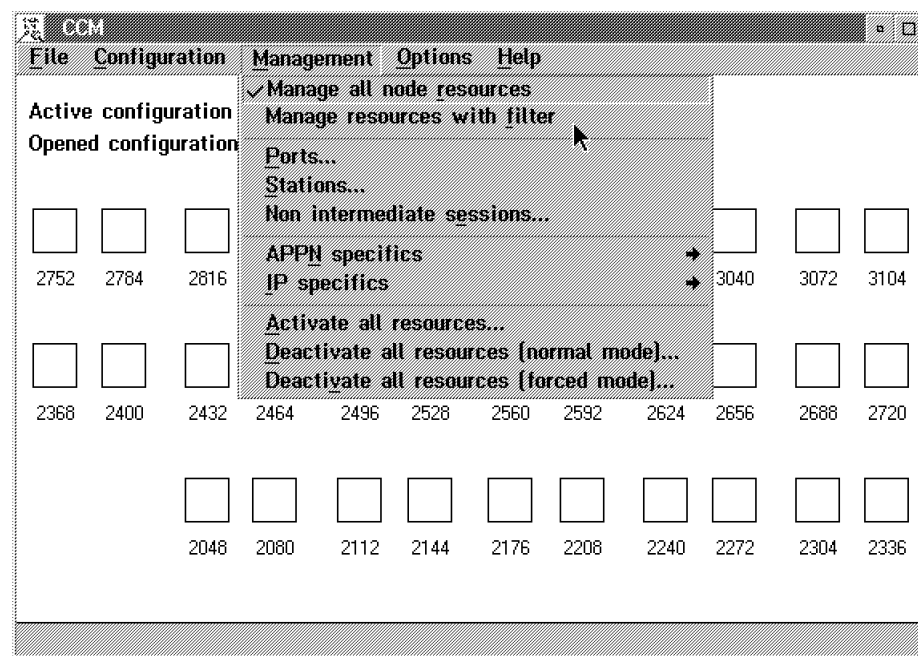 CCM
File Configuration Management Options Help
Manage all node resources
Active configuration
Manage resources with filter
Opened configuration
Ports...
Stations...
Non intermediate sessions...
APPN specifics
IP specifics
2752 2784 2816 3040 3072 3104
Activate all resources...
Deactivate all resources (normal mode)...
Deactivate all resources (forced mode)...
2368 2400 2432 2464 2496 2528 2560 2592 2624 2656 2688 2720
2048 2080 2112 2144 2176 2208 2240 2272 2304 2336